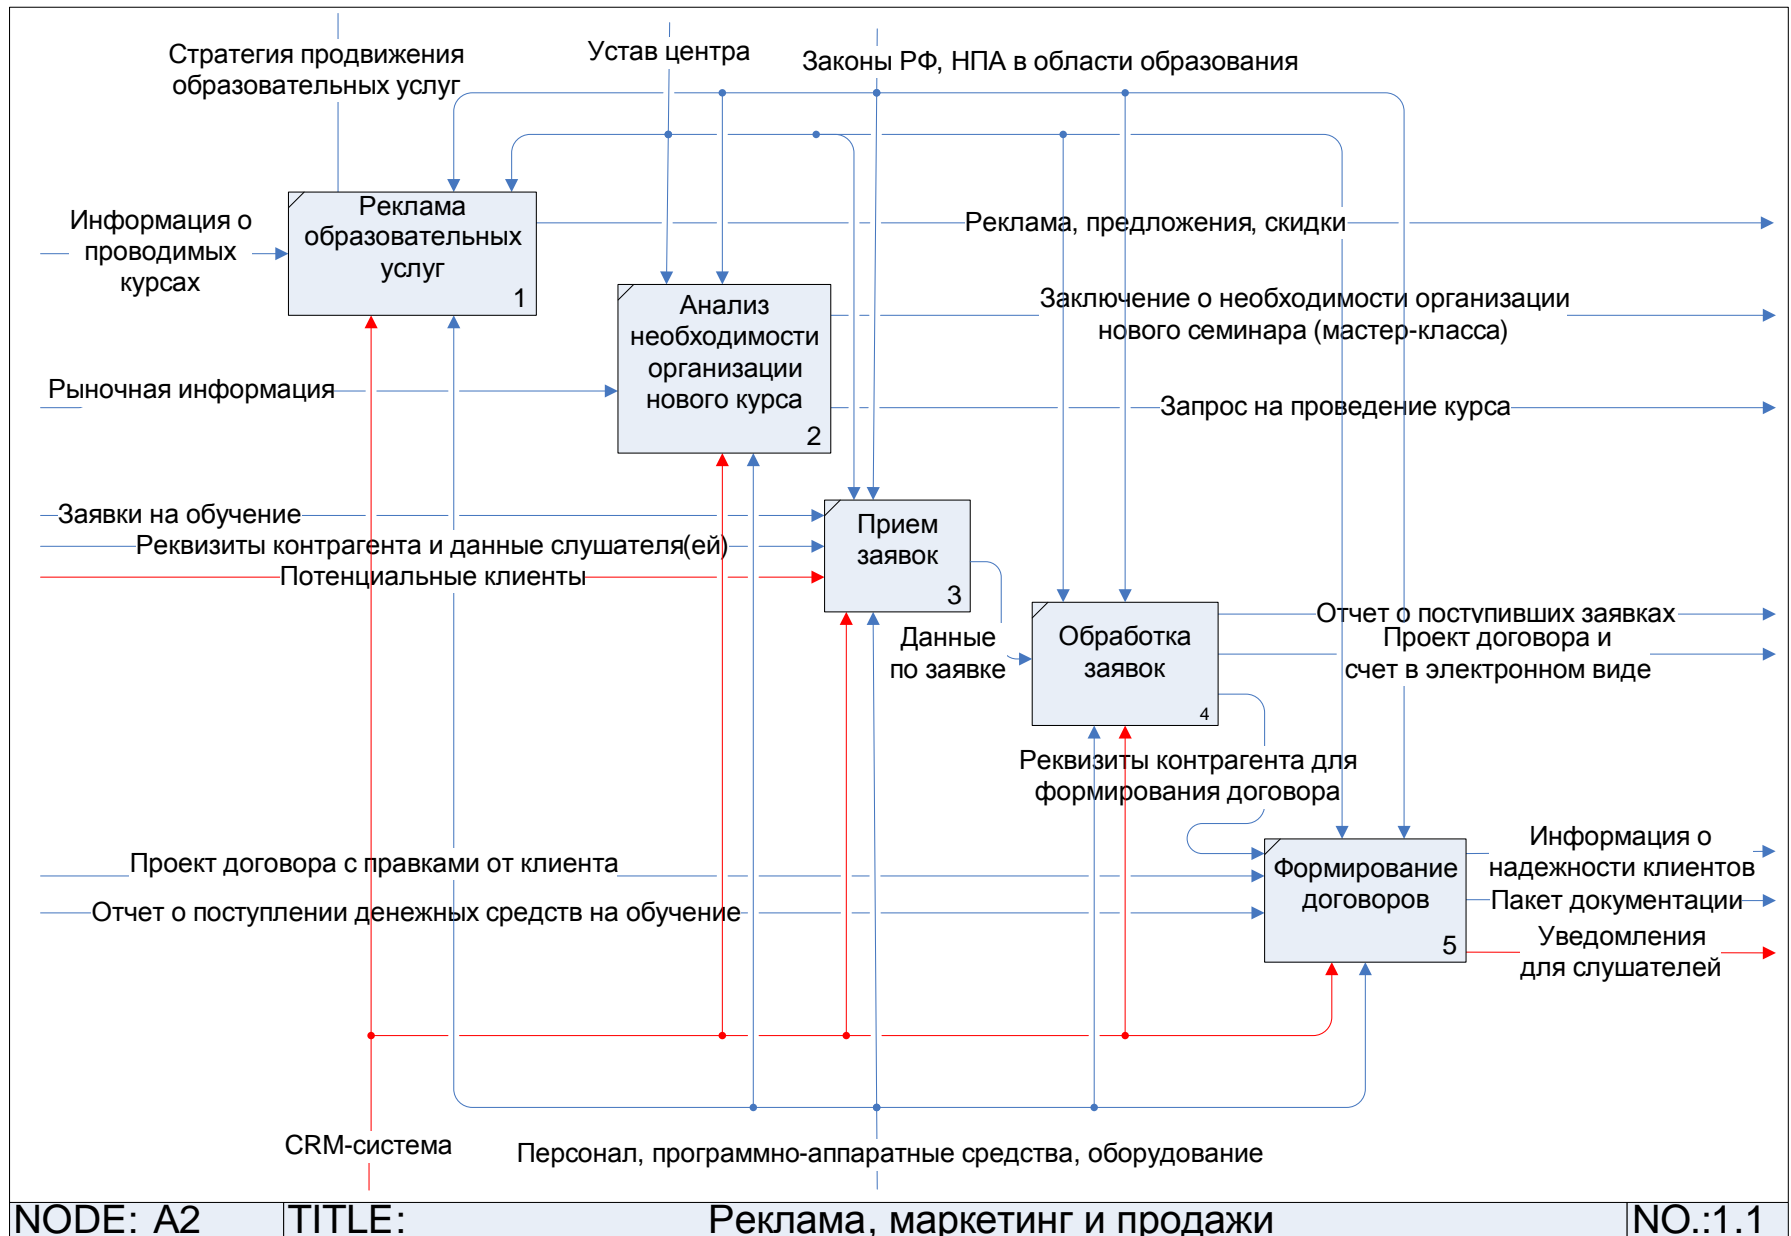 Стратегия продвижения
образовательных услуг
Устав центра
Законы РФ, НПА в области образования
Информация о
проводимых
курсах
Реклама
образовательных
услуг
1
Реклама, предложения, скидки
Анализ
необходимости
организации
нового курса
2
Заключение о необходимости организации
нового семинара (мастер-класса)
Рыночная информация
Запрос на проведение курса
Заявки на обучение
Реквизиты контрагента и данные слушателя(ей)
Потенциальные клиенты
Прием
заявок
3
Данные
по заявке
Обработка
заявок
4
Отчет о поступивших заявках
Проект договора и
счет в электронном виде
Реквизиты контрагента для
формирования договора
Проект договора с правками от клиента
Отчет о поступлении денежных средств на обучение
Формирование
договоров
5
Информация о
надежности клиентов
Пакет документации
Уведомления
для слушателей
CRM-система
Персонал, программно-аппаратные средства, оборудование
NODE: A2
TITLE:
Реклама, маркетинг и продажи
NO.:1.1